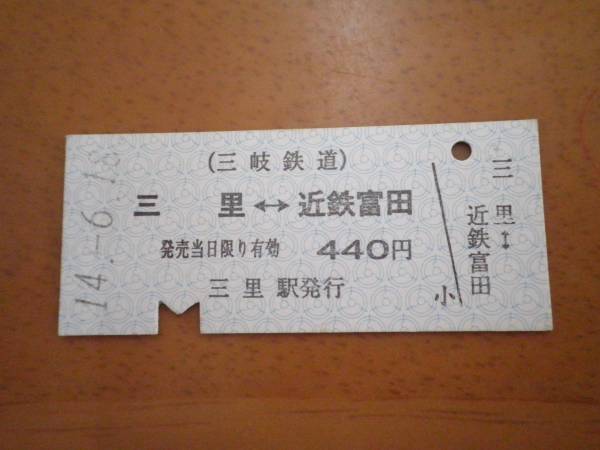 14.-6.18
(三岐鉄道)
三里↔近鉄富田
発売当日限り有効 440円
三里駅発行
小
三里↕
近鉄富田